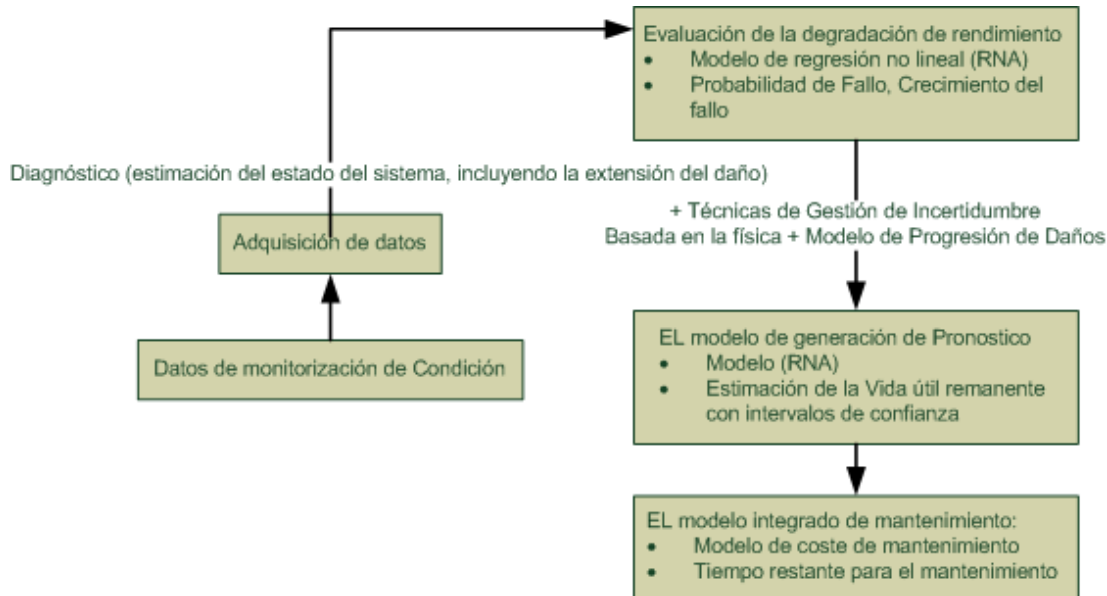 Evaluación de la degradación de rendimiento
• Modelo de regresión no lineal (RNA)
• Probabilidad de Fallo, Crecimiento del
fallo
Diagnóstico (estimación del estado del sistema, incluyendo la extensión del daño)
+ Técnicas de Gestión de Incertidumbre
Basada en la física + Modelo de Progresión de Daños
Adquisición de datos
Datos de monitorización de Condición
EL modelo de generación de Pronostico
• Modelo (RNA)
• Estimación de la Vida útil remanente
con intervalos de confianza
EL modelo integrado de mantenimiento:
• Modelo de coste de mantenimiento
• Tiempo restante para el mantenimiento